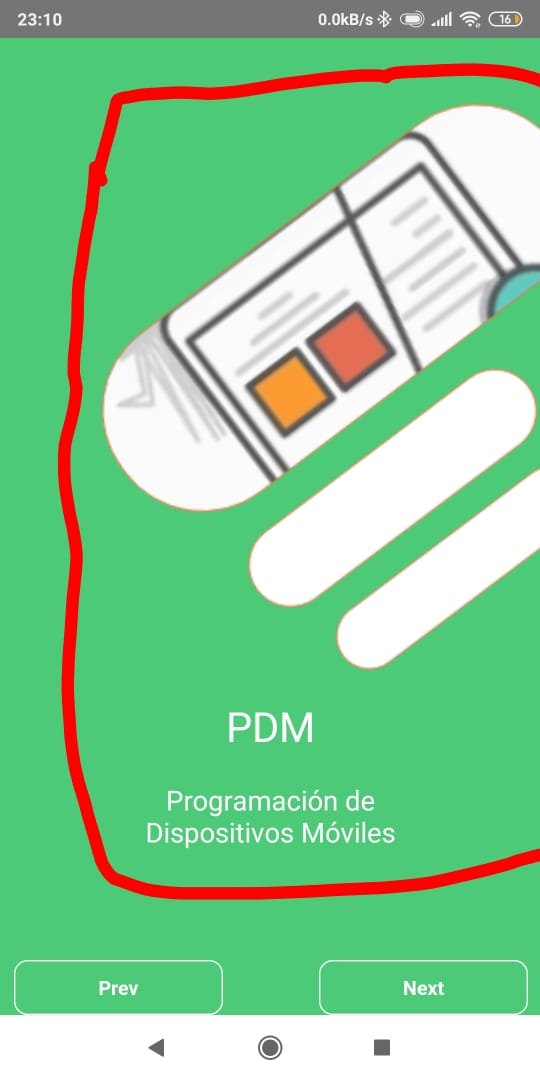 23:10
0.0kB/s
16
PDM
Programación de
Dispositivos Móviles
Prev
Next